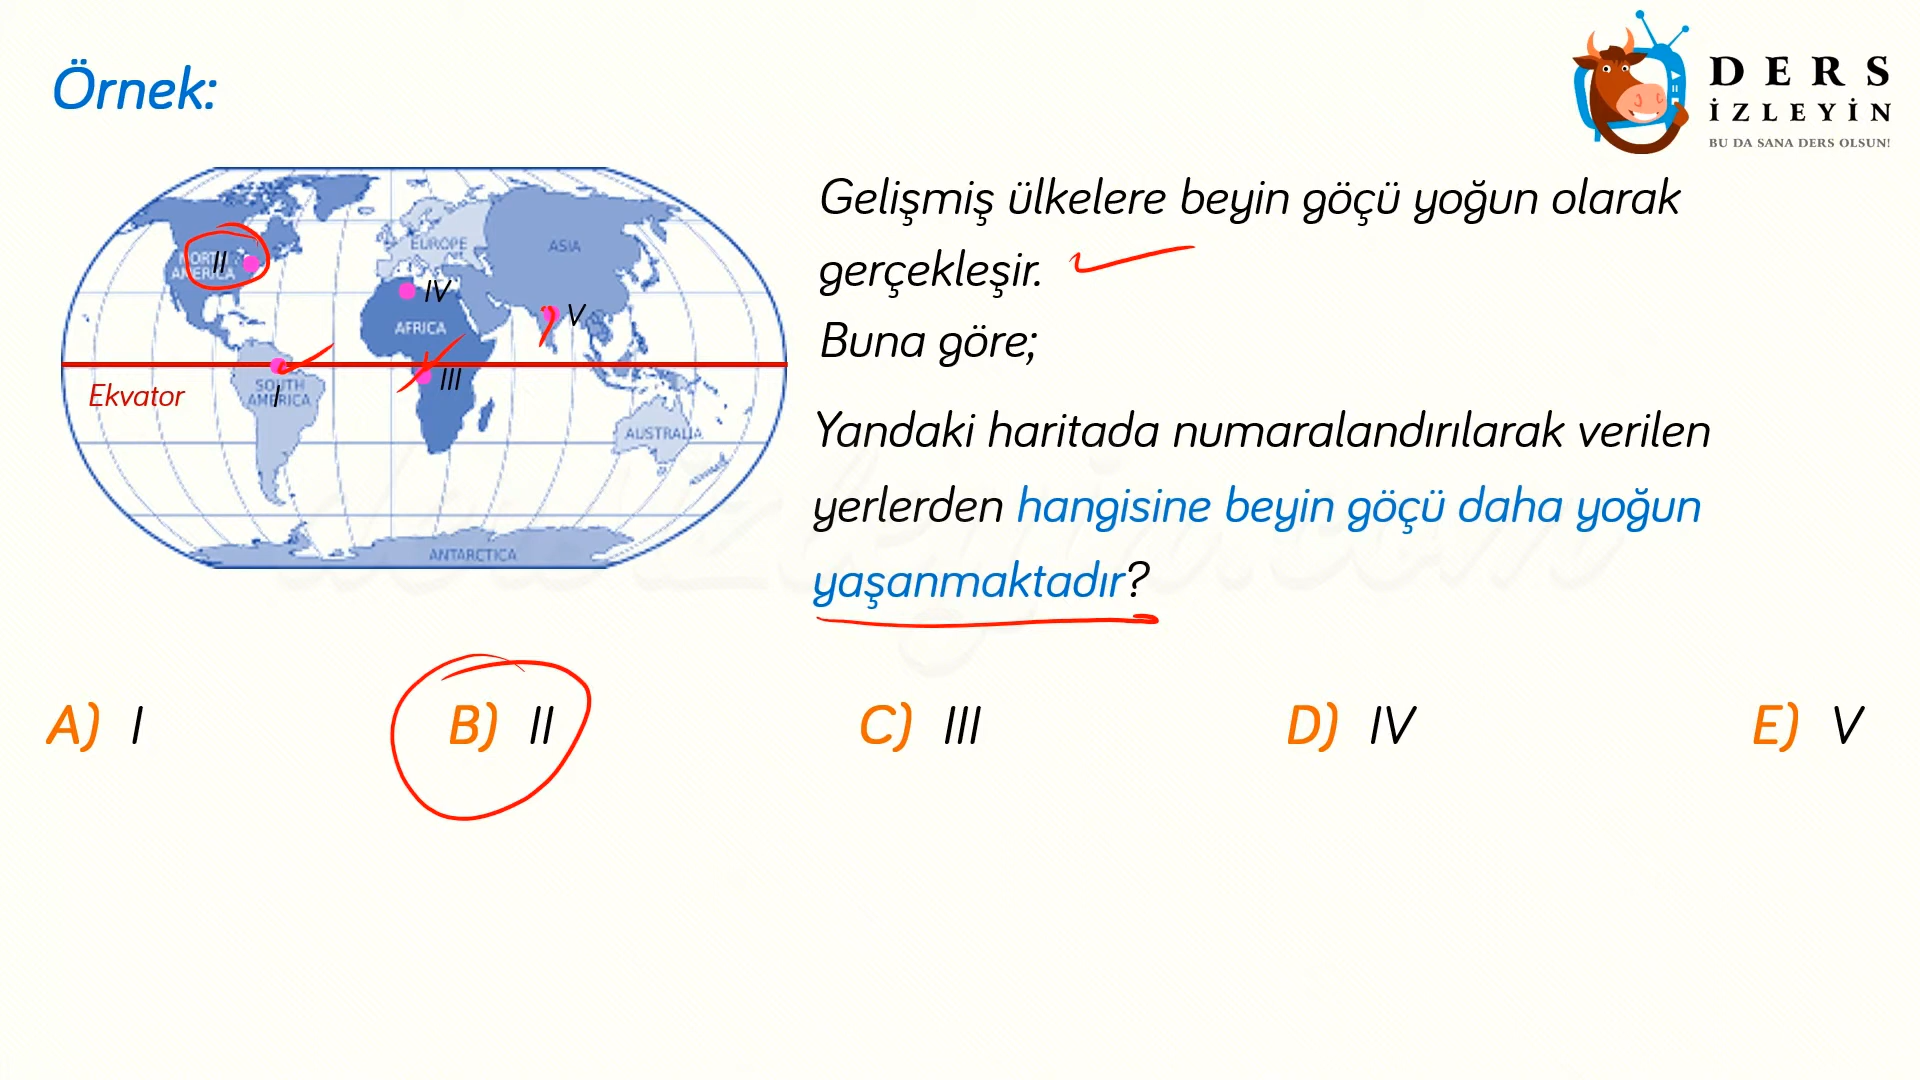 Örnek:
DERS
İZLEYİN
BU DA SANA DERS OLSUN!
NORTH
AMERICA
II
EUROPE
ASIA
IV
AFRICA
V
III
Ekvator
SOUTH
AMERICA
I
AUSTRALIA
ANTARCTICA
Gelişmiş ülkelere beyin göçü yoğun olarak
gerçekleşir.
Buna göre;
Yandaki haritada numaralandırılarak verilen
yerlerden hangisine beyin göçü daha yoğun
yaşanmaktadır?
A) I
B) II
C) III
D) IV
E) V